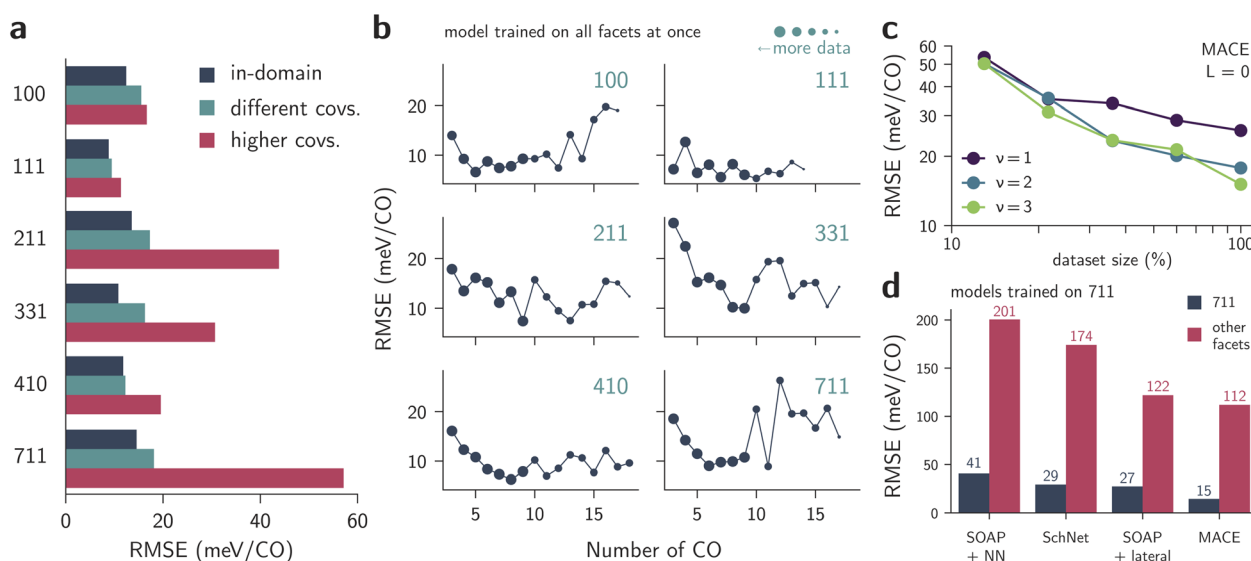 a
100
111
211
331
410
711
in-domain
different covs.
higher covs.
0
20
40
60
RMSE (meV/CO)
b
model trained on all facets at once
←more data
RMSE (meV/CO)
20
10
100
111
20
10
211
331
20
10
410
711
5
10
15
5
10
15
Number of CO
c
MACE
L = 0
RMSE (meV/CO)
60
50
40
30
20
10
ν = 1
ν = 2
ν = 3
10
100
dataset size (%)
d
models trained on 711
711
other
facets
RMSE (meV/CO)
200
150
100
50
0
41
201
29
174
27
122
15
112
SOAP
+ NN
SchNet
SOAP
+ lateral
MACE